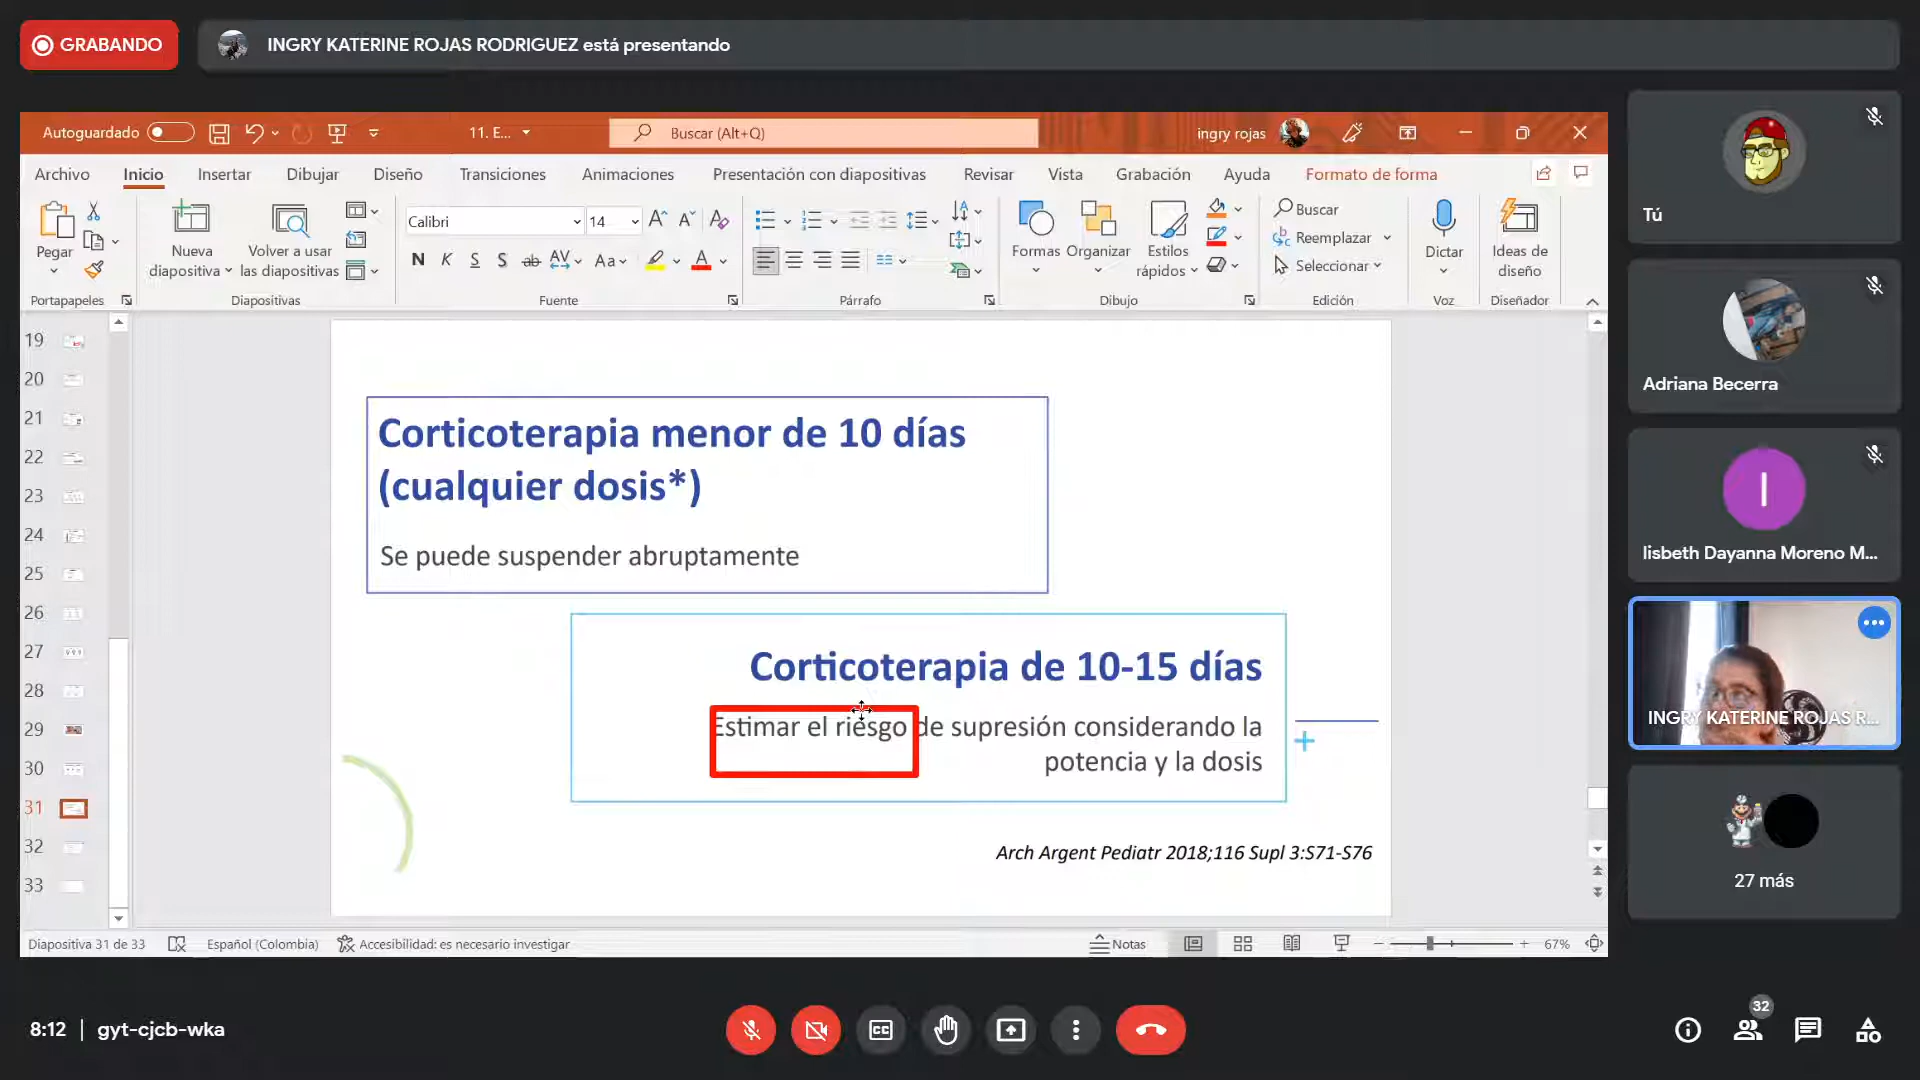 GRABANDO
INGRY KATERINE ROJAS RODRIGUEZ está presentando
Autoguardado
11. E...
Buscar (Alt+Q)
ingry rojas
Archivo Inicio Insertar Dibujar Diseño Transiciones Animaciones Presentación con diapositivas Revisar Vista Grabación Ayuda Formato de forma
Pegar
Nueva diapositiva
Volver a usar las diapositivas
Calibri
14
N K S S ab AV Aa A
Formas
Organizar
Estilos rápidos
Buscar
Reemplazar
Seleccionar
Dictar
Ideas de diseño
Portapapeles Diapositivas Fuente Párrafo Dibujo Edición Voz Diseñador
19
20
21
22
23
24
25
26
27
28
29
30
31
32
33
Corticoterapia menor de 10 días
(cualquier dosis*)
Se puede suspender abruptamente
Corticoterapia de 10-15 días
Estimar el riesgo de supresión considerando la
potencia y la dosis
Arch Argent Pediatr 2018;116 Supl 3:S71-S76
Diapositiva 31 de 33
Español (Colombia)
Accesibilidad: es necesario investigar
Notas
67%
Tú
Adriana Becerra
I
lisbeth Dayanna Moreno M...
INGRY KATERINE ROJAS R...
27 más
8:12 | gyt-cjcb-wka
CC
32